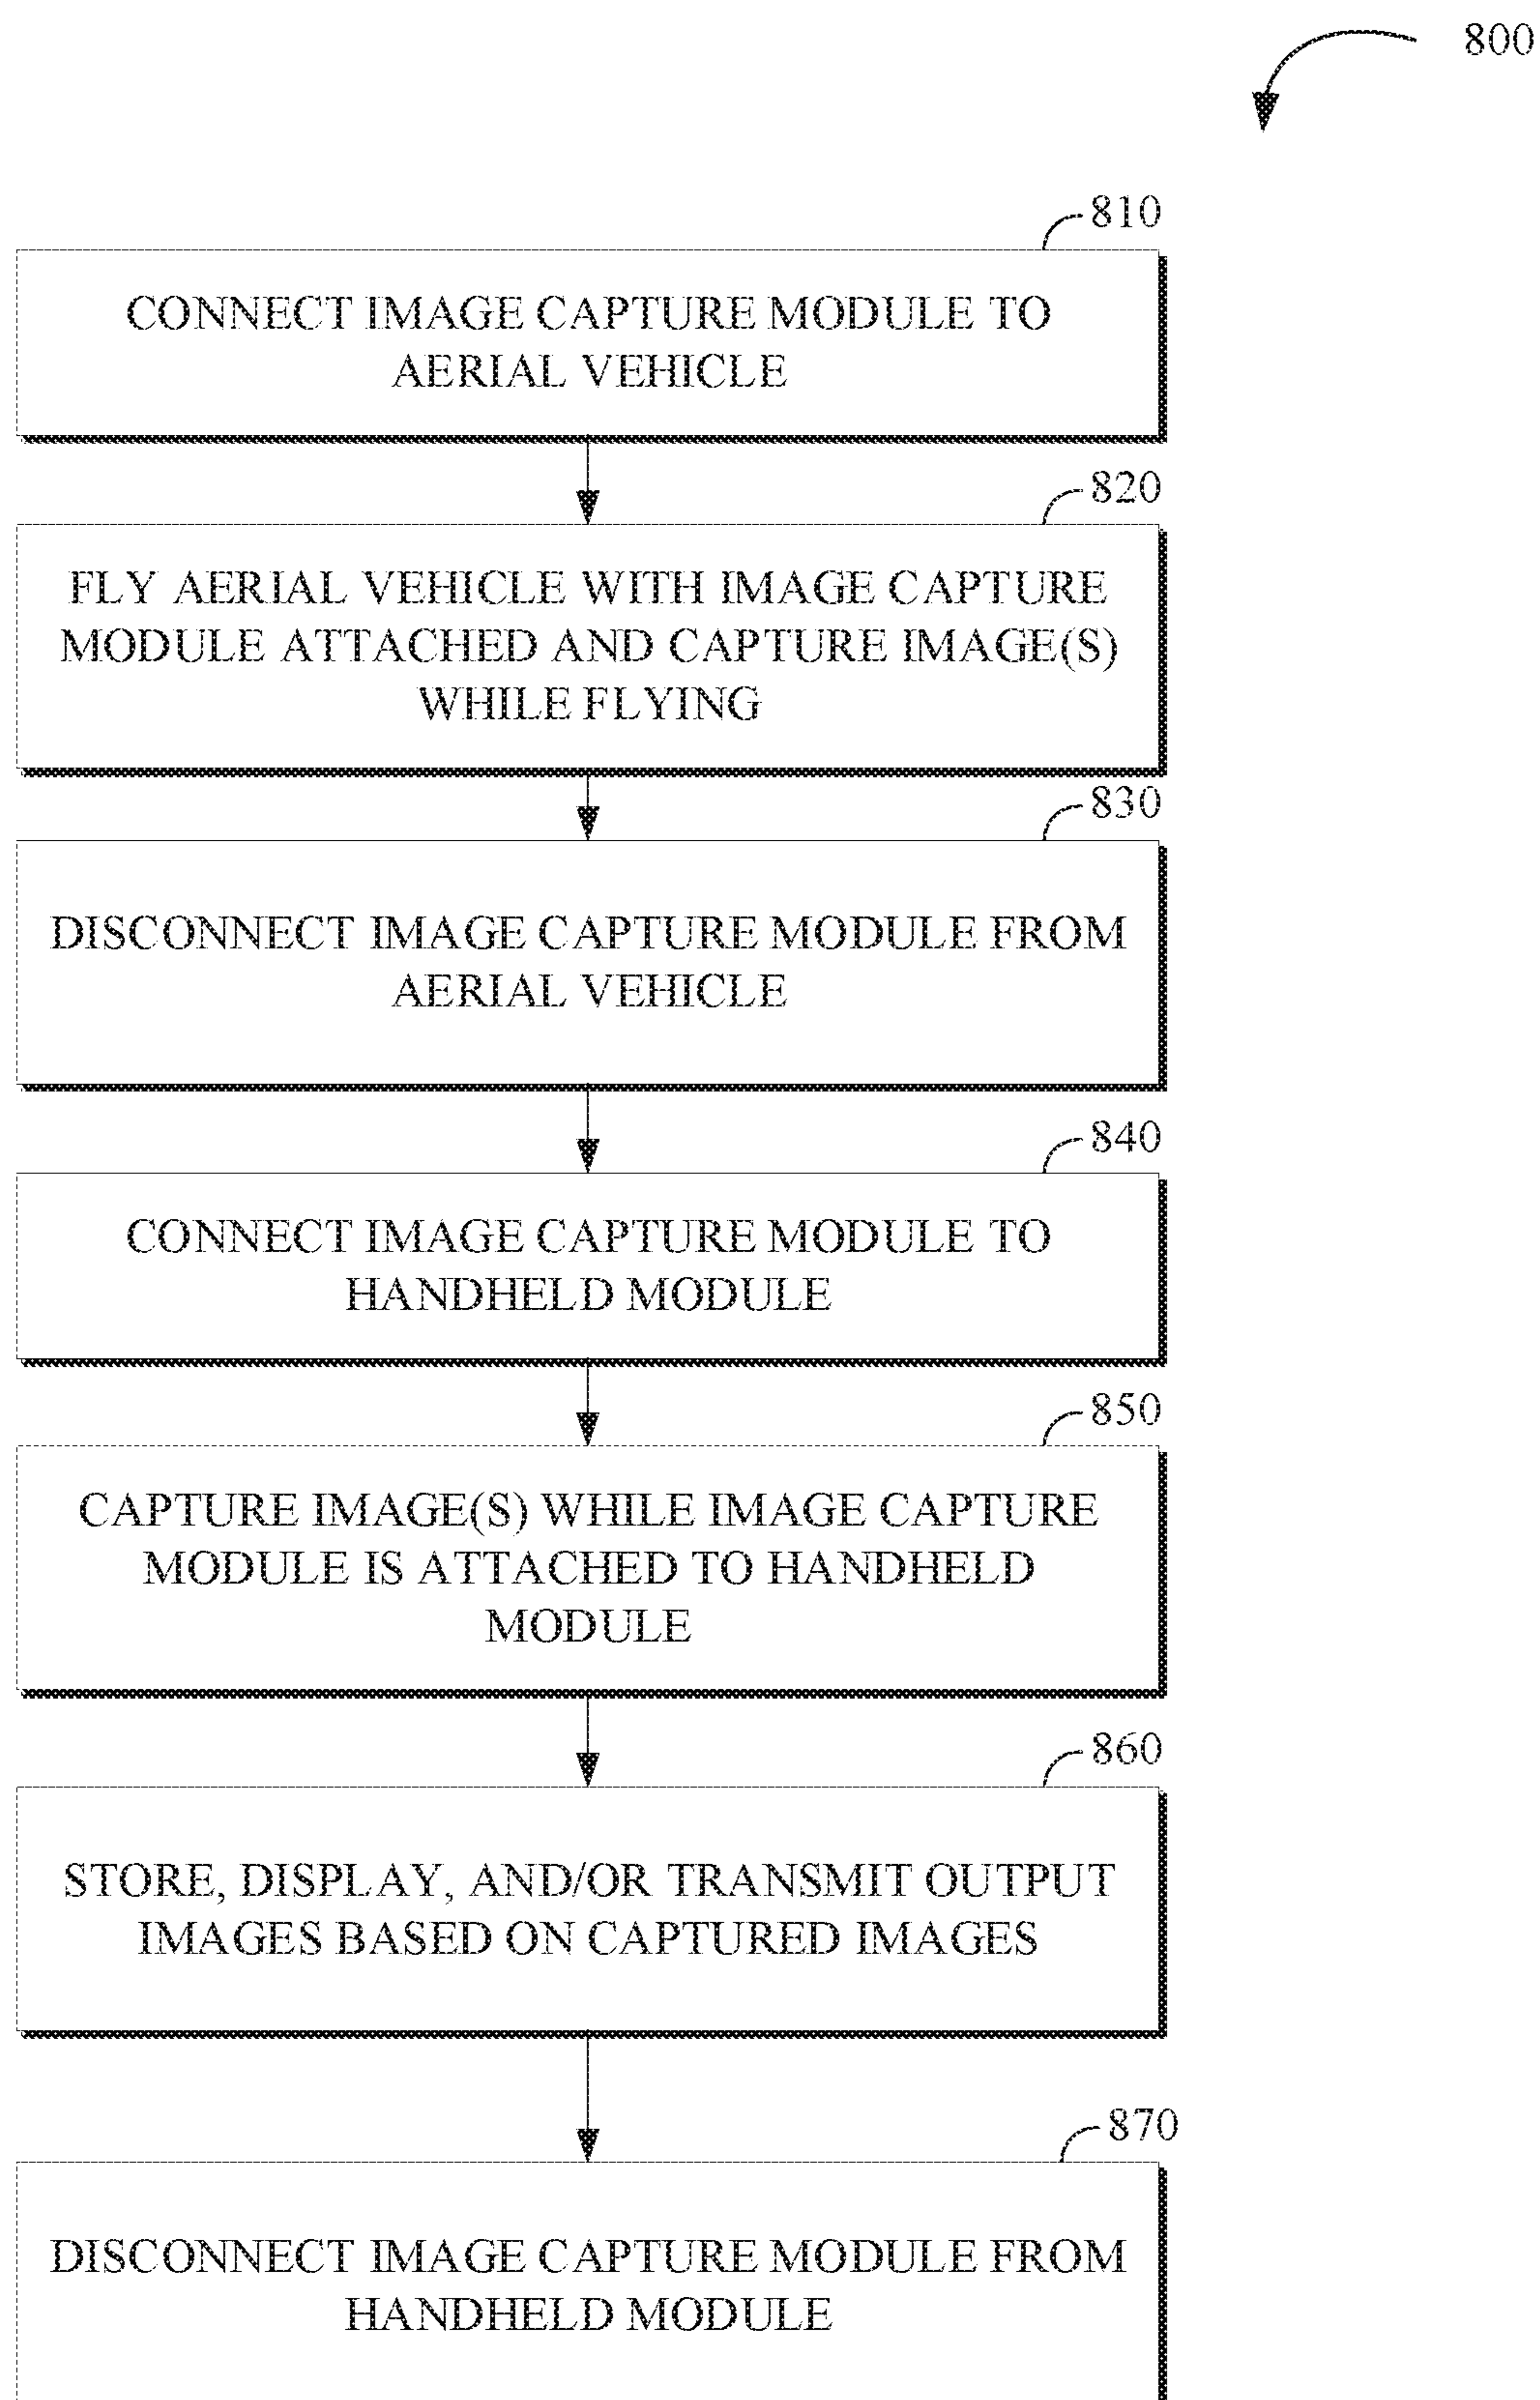 800
810
CONNECT IMAGE CAPTURE MODULE TO
AERIAL VEHICLE
820
FLY AERIAL VEHICLE WITH IMAGE CAPTURE
MODULE ATTACHED AND CAPTURE IMAGE(S)
WHILE FLYING
830
DISCONNECT IMAGE CAPTURE MODULE FROM
AERIAL VEHICLE
840
CONNECT IMAGE CAPTURE MODULE TO
HANDHELD MODULE
850
CAPTURE IMAGE(S) WHILE IMAGE CAPTURE
MODULE IS ATTACHED TO HANDHELD
MODULE
860
STORE, DISPLAY, AND/OR TRANSMIT OUTPUT
IMAGES BASED ON CAPTURED IMAGES
870
DISCONNECT IMAGE CAPTURE MODULE FROM
HANDHELD MODULE